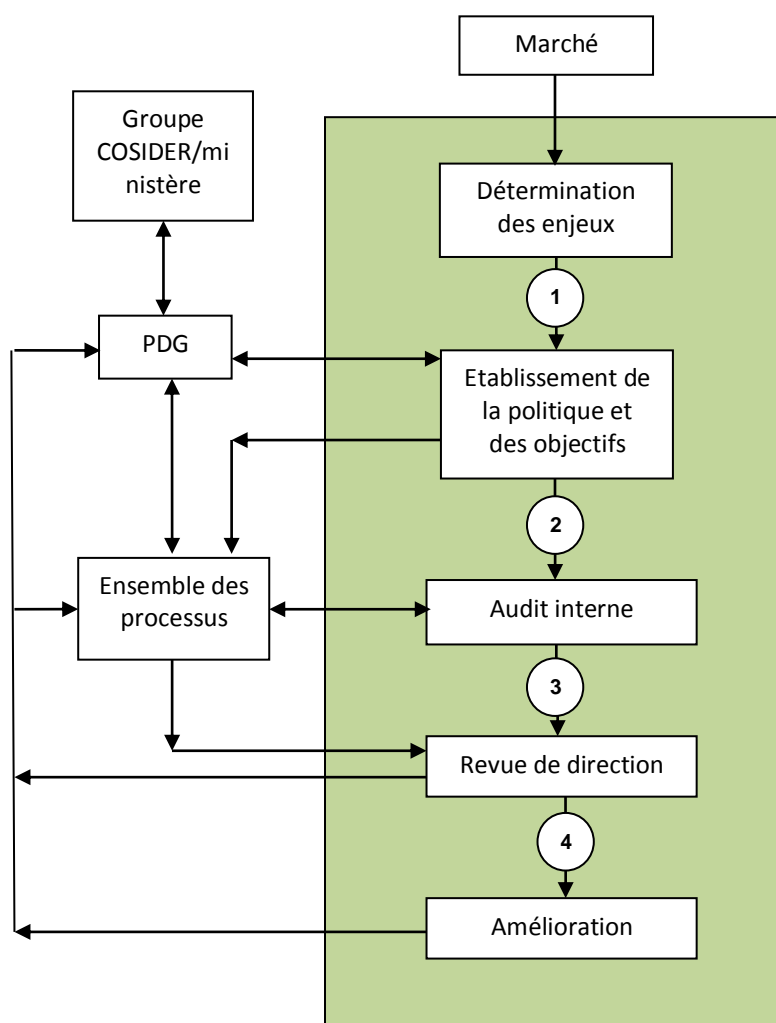 Marché
Groupe
COSIDER/mi
nistère
Détermination
des enjeux
1
PDG
Etablissement de
la politique et
des objectifs
2
Ensemble des
processus
Audit interne
3
Revue de direction
4
Amélioration